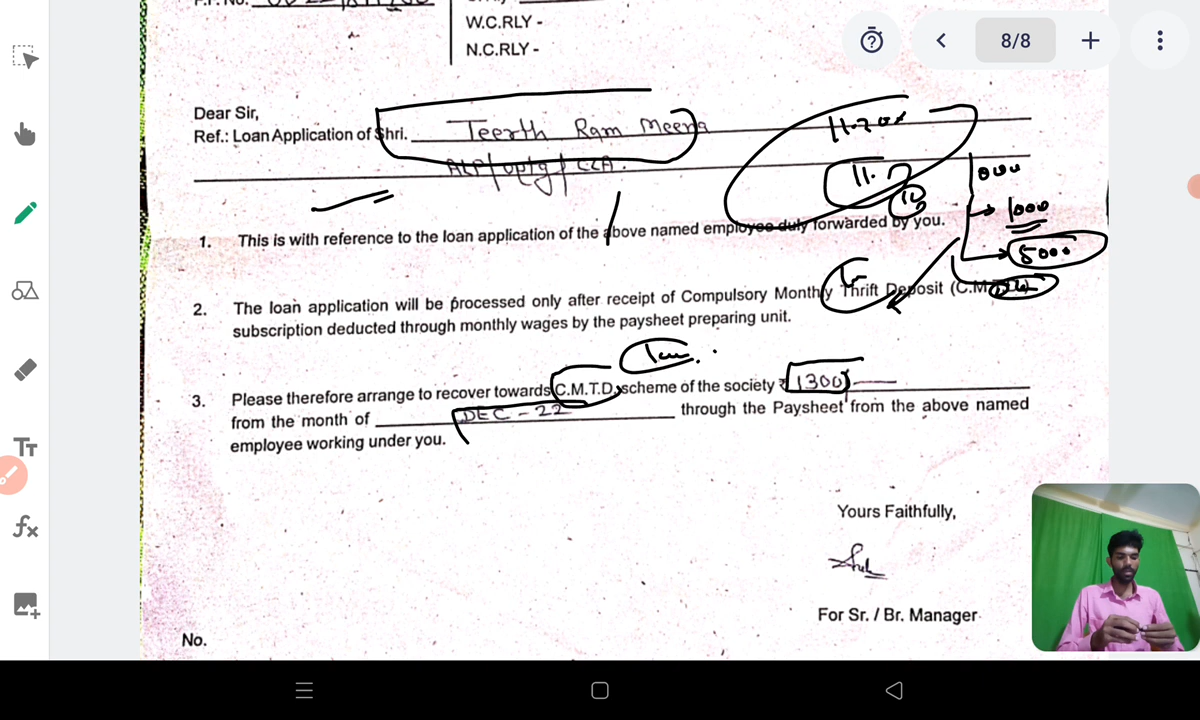 8/8
W.C.RLY -
N.C.RLY -
Dear Sir,
Ref.: Loan Application of Shri. Teerth Ram Meena
ALP/
1. This is with reference to the loan application of the above named employee duly forwarded by you.
11.
10
1000
5000
2. The loan application will be processed only after receipt of Compulsory Monthly Thrift Deposit
subscription deducted through monthly wages by the paysheet preparing unit.
3. Please therefore arrange to recover towards C.M.T.D. scheme of the society ₹ 1300/-
from the month of DEC - 22 through the Paysheet from the above named
employee working under you.
Yours Faithfully,
For Sr. / Br. Manager
No.
TT
fx